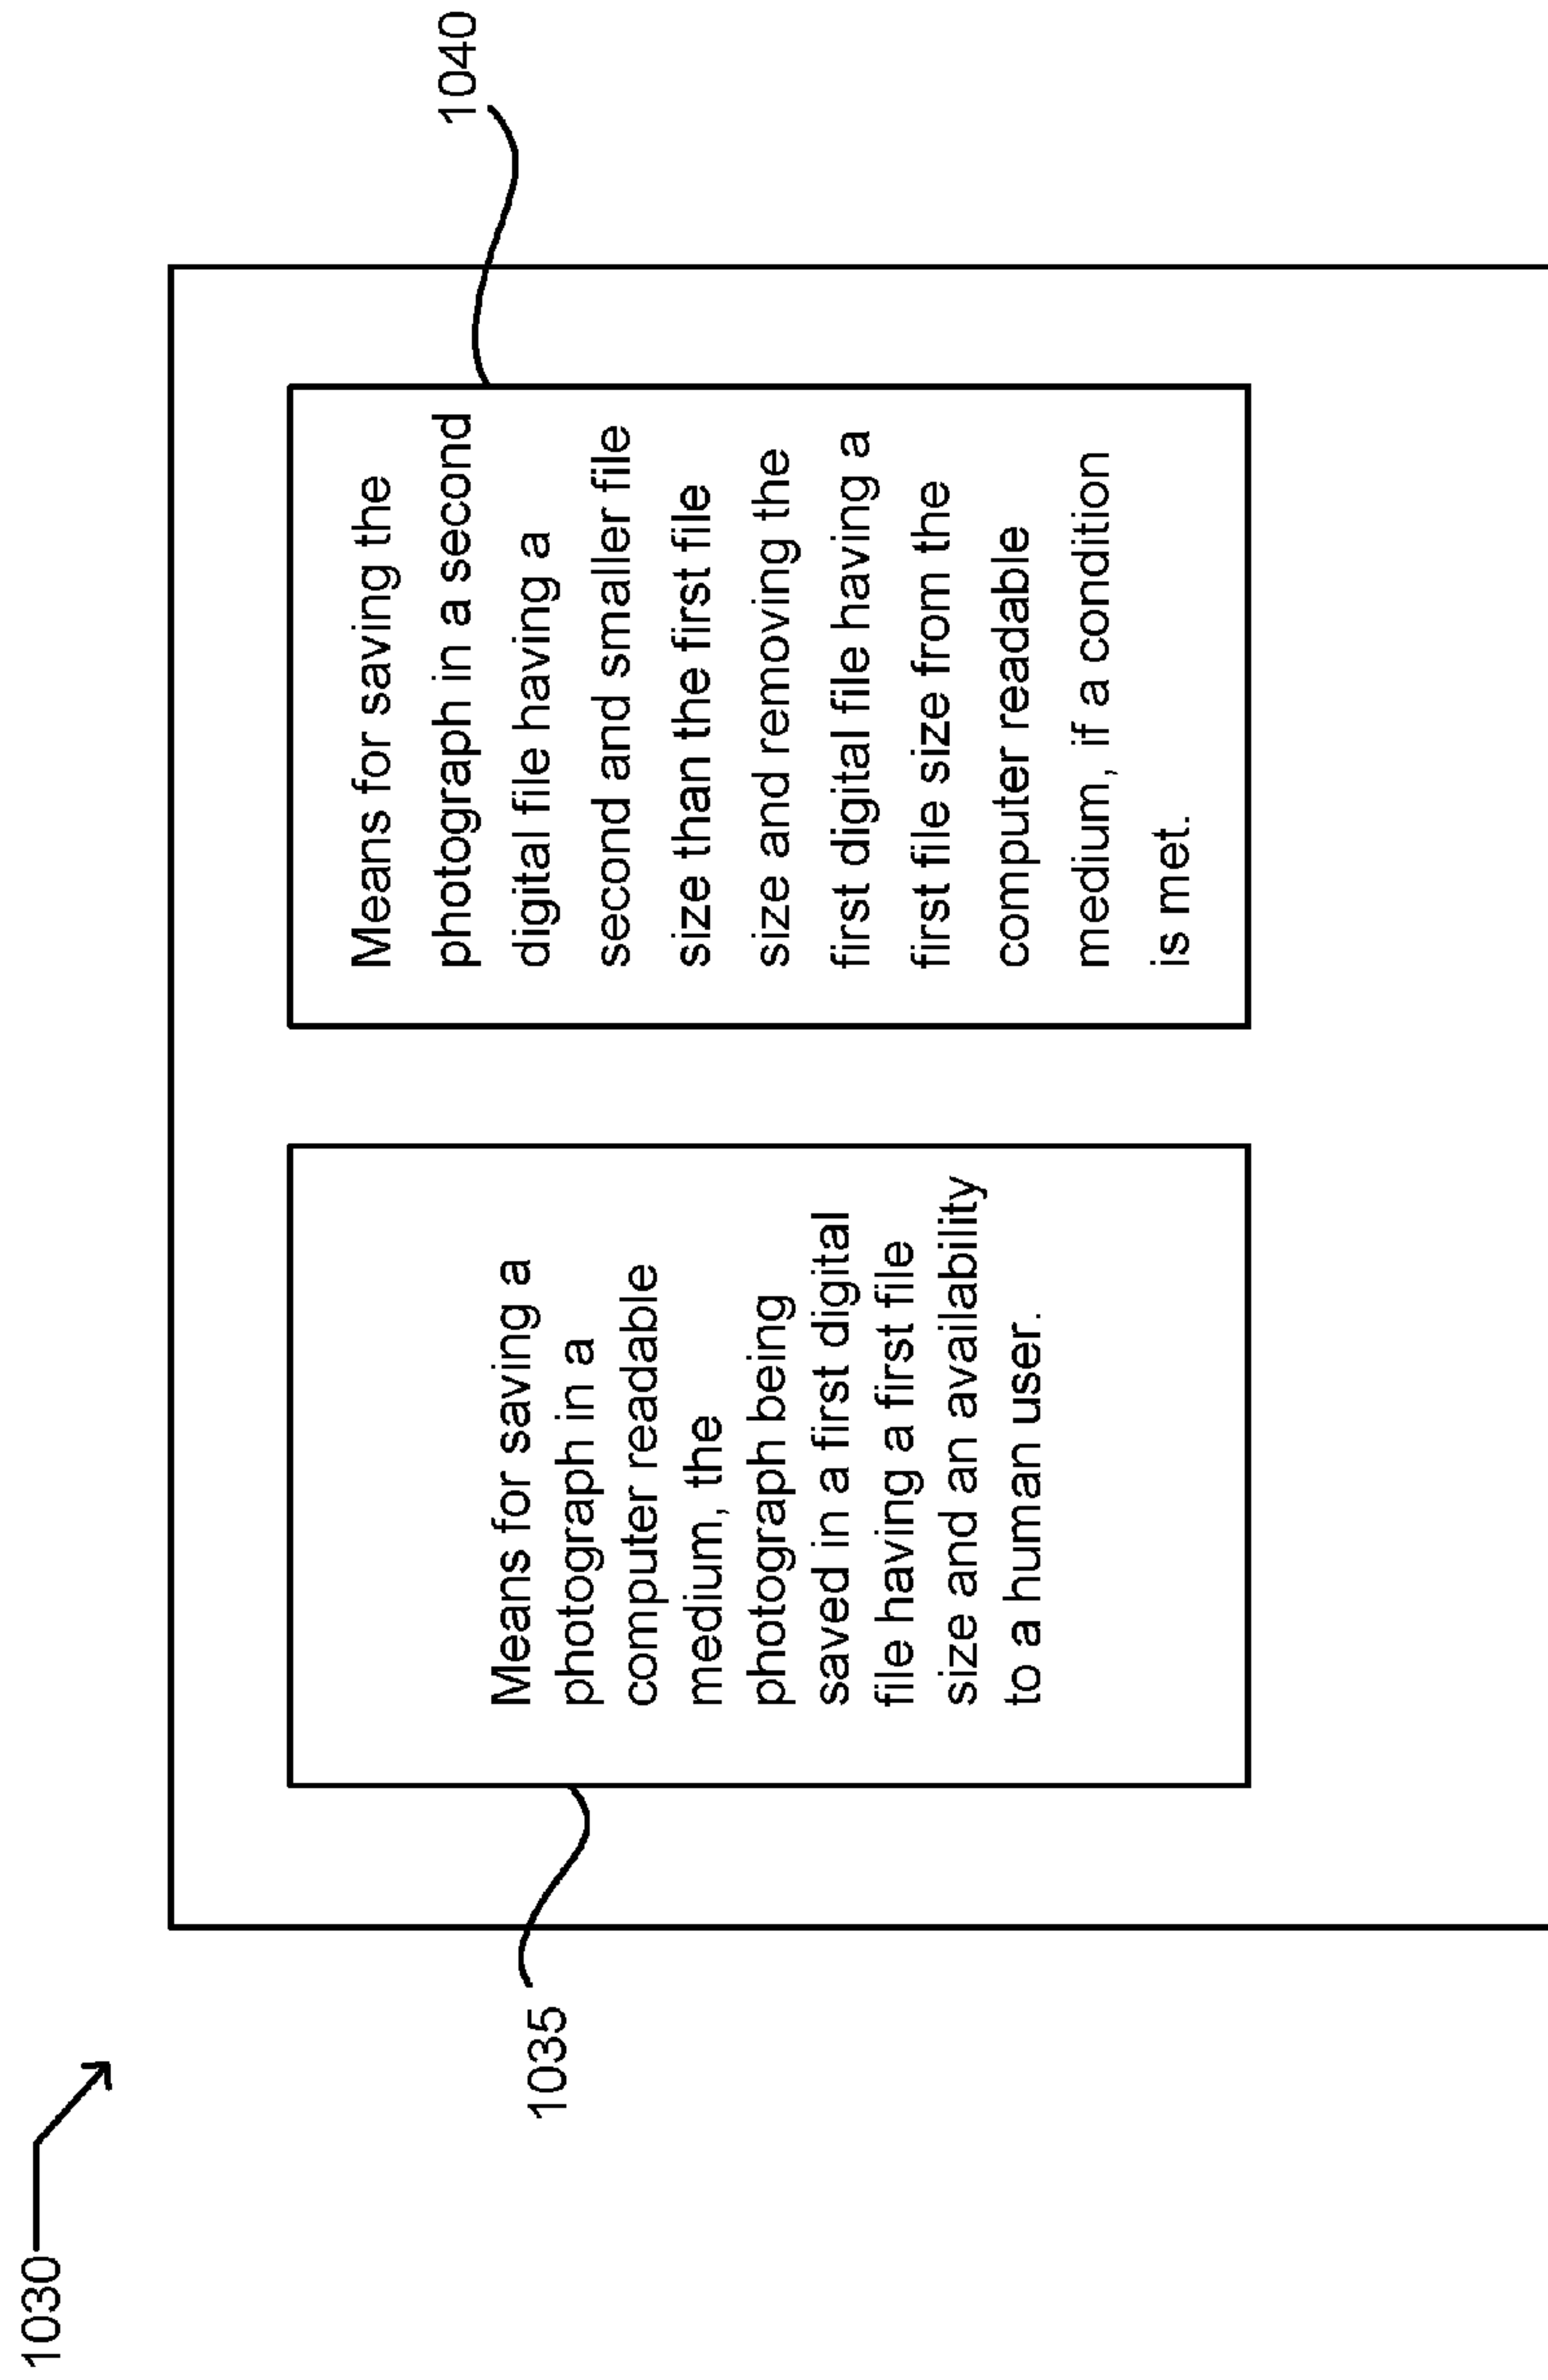 1030
1035
Means for saving a
photograph in a
computer readable
medium, the
photograph being
saved in a first digital
file having a first file
size and an availability
to a human user.
Means for saving the
photograph in a second
digital file having a
second and smaller file
size than the first file
size and removing the
first digital file having a
first file size from the
computer readable
medium, if a condition
is met.
1040